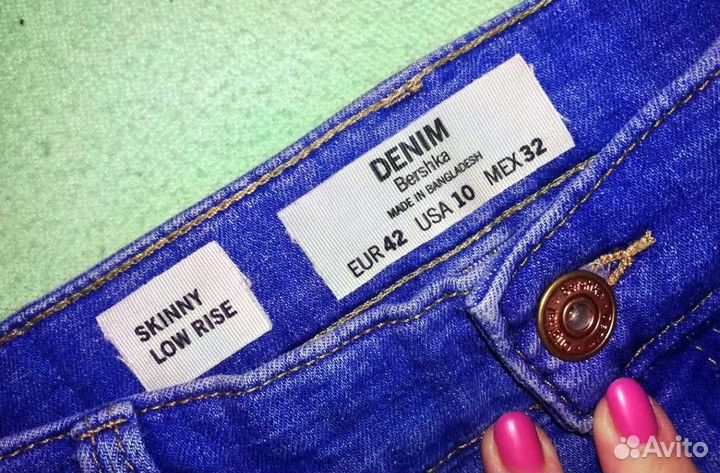 DENIM
Bershka
MADE IN BANGLADESH
EUR 42 USA 10 MEX 32
SKINNY
LOW RISE
Avito